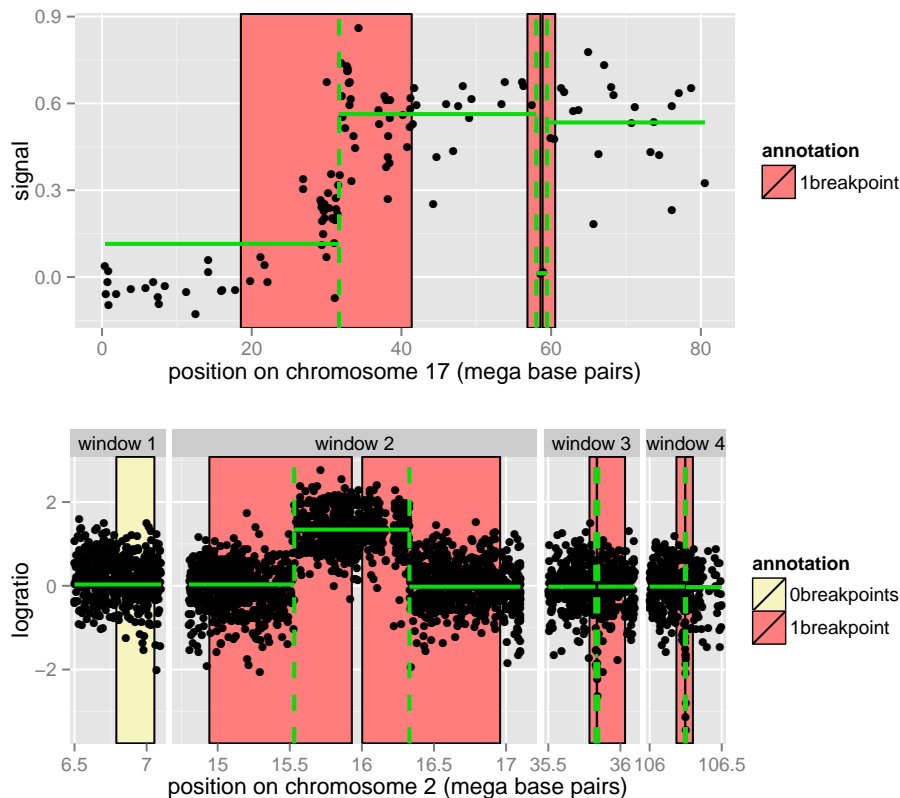 0.9
0.6
0.3
0.0
signal
0 20 40 60 80
position on chromosome 17 (mega base pairs)
annotation
1breakpoint
window 1 window 2 window 3 window 4
2
0
−2
logratio
6.5 7 15 15.5 16 16.5 17 35.5 36 106 106.5
position on chromosome 2 (mega base pairs)
annotation
0breakpoints
1breakpoint